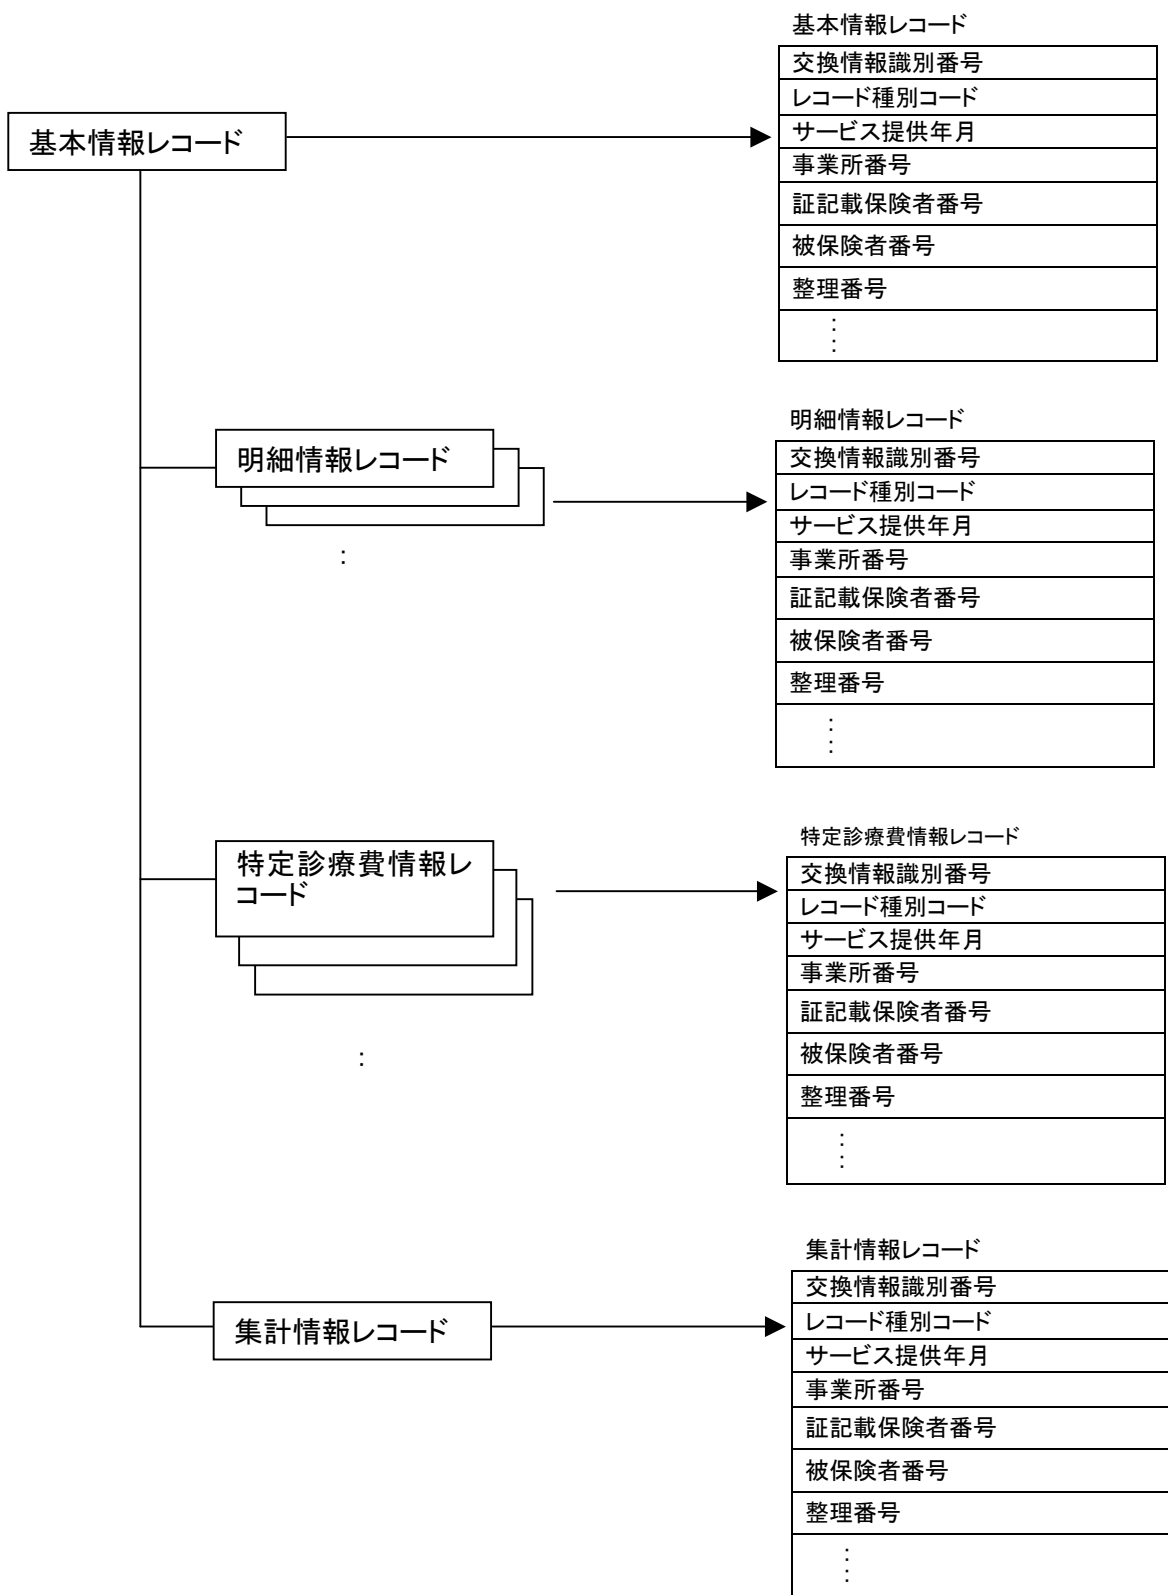 基本情報レコード
基本情報レコード
交換情報識別番号
レコード種別コード
サービス提供年月
事業所番号
証記載保険者番号
被保険者番号
整理番号
:
:
明細情報レコード
:
明細情報レコード
交換情報識別番号
レコード種別コード
サービス提供年月
事業所番号
証記載保険者番号
被保険者番号
整理番号
:
:
特定診療費情報レ
コード
:
特定診療費情報レコード
交換情報識別番号
レコード種別コード
サービス提供年月
事業所番号
証記載保険者番号
被保険者番号
整理番号
:
:
集計情報レコード
集計情報レコード
交換情報識別番号
レコード種別コード
サービス提供年月
事業所番号
証記載保険者番号
被保険者番号
整理番号
:
: